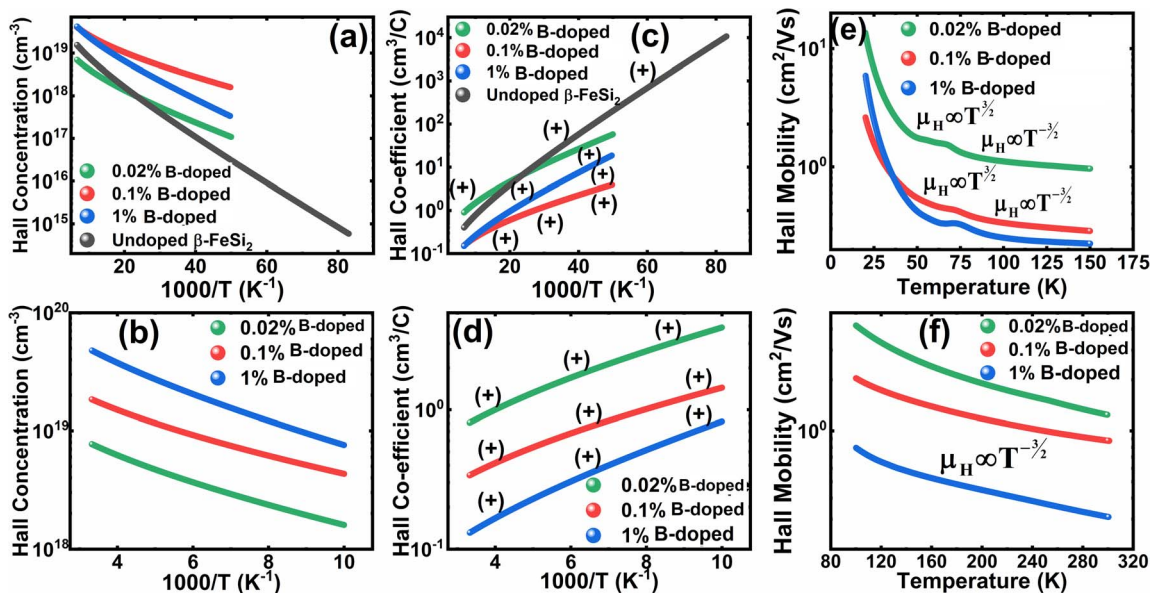 (a)
Hall Concentration (cm⁻³)
10¹⁹
10¹⁸
10¹⁷
10¹⁶
10¹⁵
0.02% B-doped
0.1% B-doped
1% B-doped
Undoped β-FeSi₂
20 40 60 80
1000/T (K⁻¹)
(c)
Hall Co-efficient (cm³/C)
10⁴
10³
10²
10¹
10⁰
10⁻¹
0.02% B-doped
0.1% B-doped
1% B-doped
Undoped β-FeSi₂
(+)
(+)
(+) (+) (+)
(+)
(+) (+) (+)
20 40 60 80
1000/T (K⁻¹)
(e)
Hall Mobility (cm²/Vs)
10¹
10⁰
0.02% B-doped
0.1% B-doped
1% B-doped
μH∝T^3/2
μH∝T^-3/2
μH∝T^3/2
μH∝T^-3/2
0 25 50 75 100 125 150 175
Temperature (K)
(b)
Hall Concentration (cm⁻³)
10²⁰
10¹⁹
10¹⁸
0.02% B-doped
0.1% B-doped
1% B-doped
4 6 8 10
1000/T (K⁻¹)
(d)
Hall Co-efficient (cm³/C)
10⁰
10⁻¹
(+) (+) (+)
(+) (+) (+)
(+) (+) (+)
0.02% B-doped
0.1% B-doped
1% B-doped
4 6 8 10
1000/T (K⁻¹)
(f)
Hall Mobility (cm²/Vs)
10⁰
0.02% B-doped
0.1% B-doped
1% B-doped
μH∝T^-3/2
80 120 160 200 240 280 320
Temperature (K)